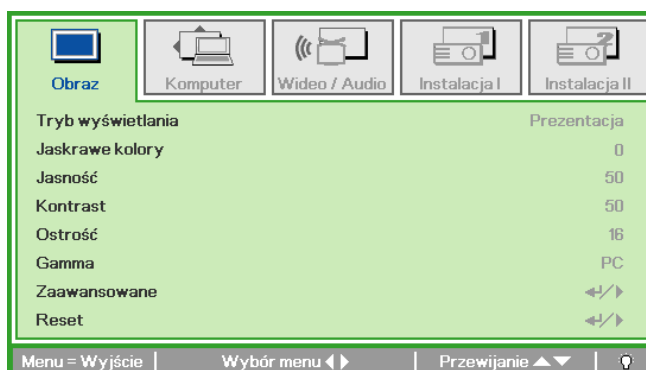 Obraz Komputer Wideo / Audio Instalacja I Instalacja II
Tryb wyświetlania Prezentacja
Jaskrawe kolory 0
Jasność 50
Kontrast 50
Ostrość 16
Gamma PC
Zaawansowane
Reset
Menu = Wyjście Wybór menu Przewijanie